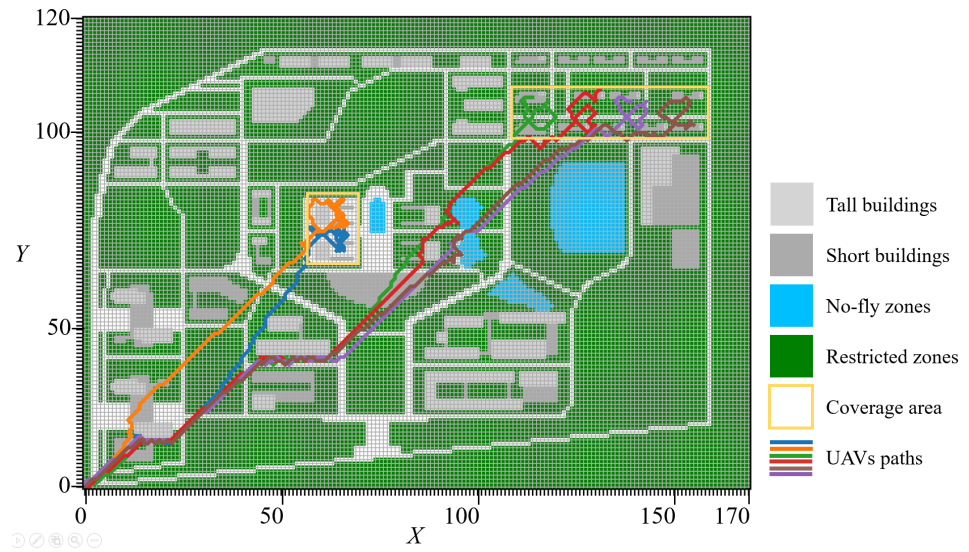 120
100
Y
50
0
0 50 100 150 170
X
Tall buildings
Short buildings
No-fly zones
Restricted zones
Coverage area
UAVs paths